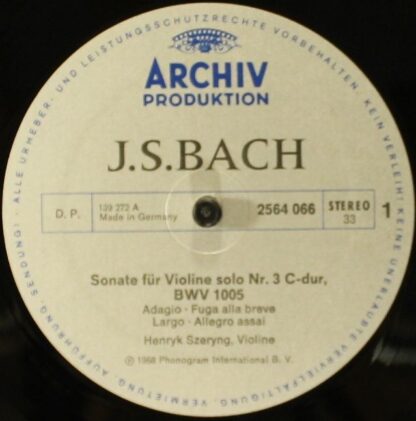 ALLE URHEBER- UND LEISTUNGSSCHUTZRECHTE VORBEHALTEN · KEIN VERLEIH! KEINE UNERLAUBTE VERVIELFÄLTIGUNG, VERMIETUNG, AUFFÜHRUNG, SENDUNG! ·
ARCHIV
PRODUKTION
J.S.BACH
D. P.
139 273 A
Made in Germany
2564 066
STEREO
33
1
Sonate für Violine solo Nr. 3 C-dur,
BWV 1005
Adagio · Fuga alla breve
Largo · Allegro assai
Henryk Szeryng, Violine
Ⓟ 1968 Phonogram International B. V.